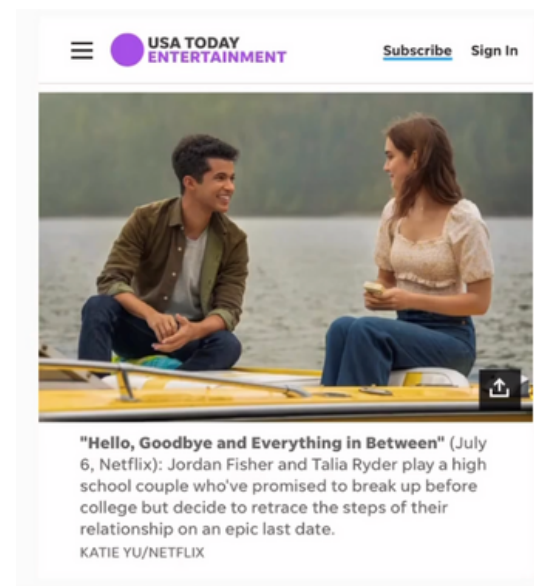 USA TODAY
ENTERTAINMENT
Subscribe Sign In
"Hello, Goodbye and Everything in Between" (July
6, Netflix): Jordan Fisher and Talia Ryder play a high
school couple who've promised to break up before
college but decide to retrace the steps of their
relationship on an epic last date.
KATIE YU/NETFLIX